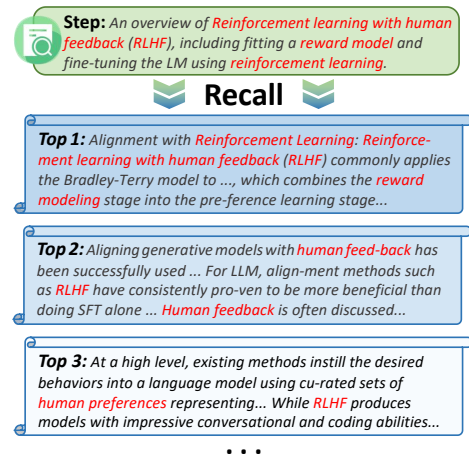 Step: An overview of Reinforcement learning with human
feedback (RLHF), including fitting a reward model and
fine-tuning the LM using reinforcement learning.
Recall
Top 1: Alignment with Reinforcement Learning: Reinforce-
ment learning with human feedback (RLHF) commonly applies
the Bradley-Terry model to ..., which combines the reward
modeling stage into the pre-ference learning stage...
Top 2: Aligning generative models with human feed-back has
been successfully used ... For LLM, align-ment methods such
as RLHF have consistently pro-ven to be more beneficial than
doing SFT alone ... Human feedback is often discussed...
Top 3: At a high level, existing methods instill the desired
behaviors into a language model using cu-rated sets of
human preferences representing... While RLHF produces
models with impressive conversational and coding abilities...
...